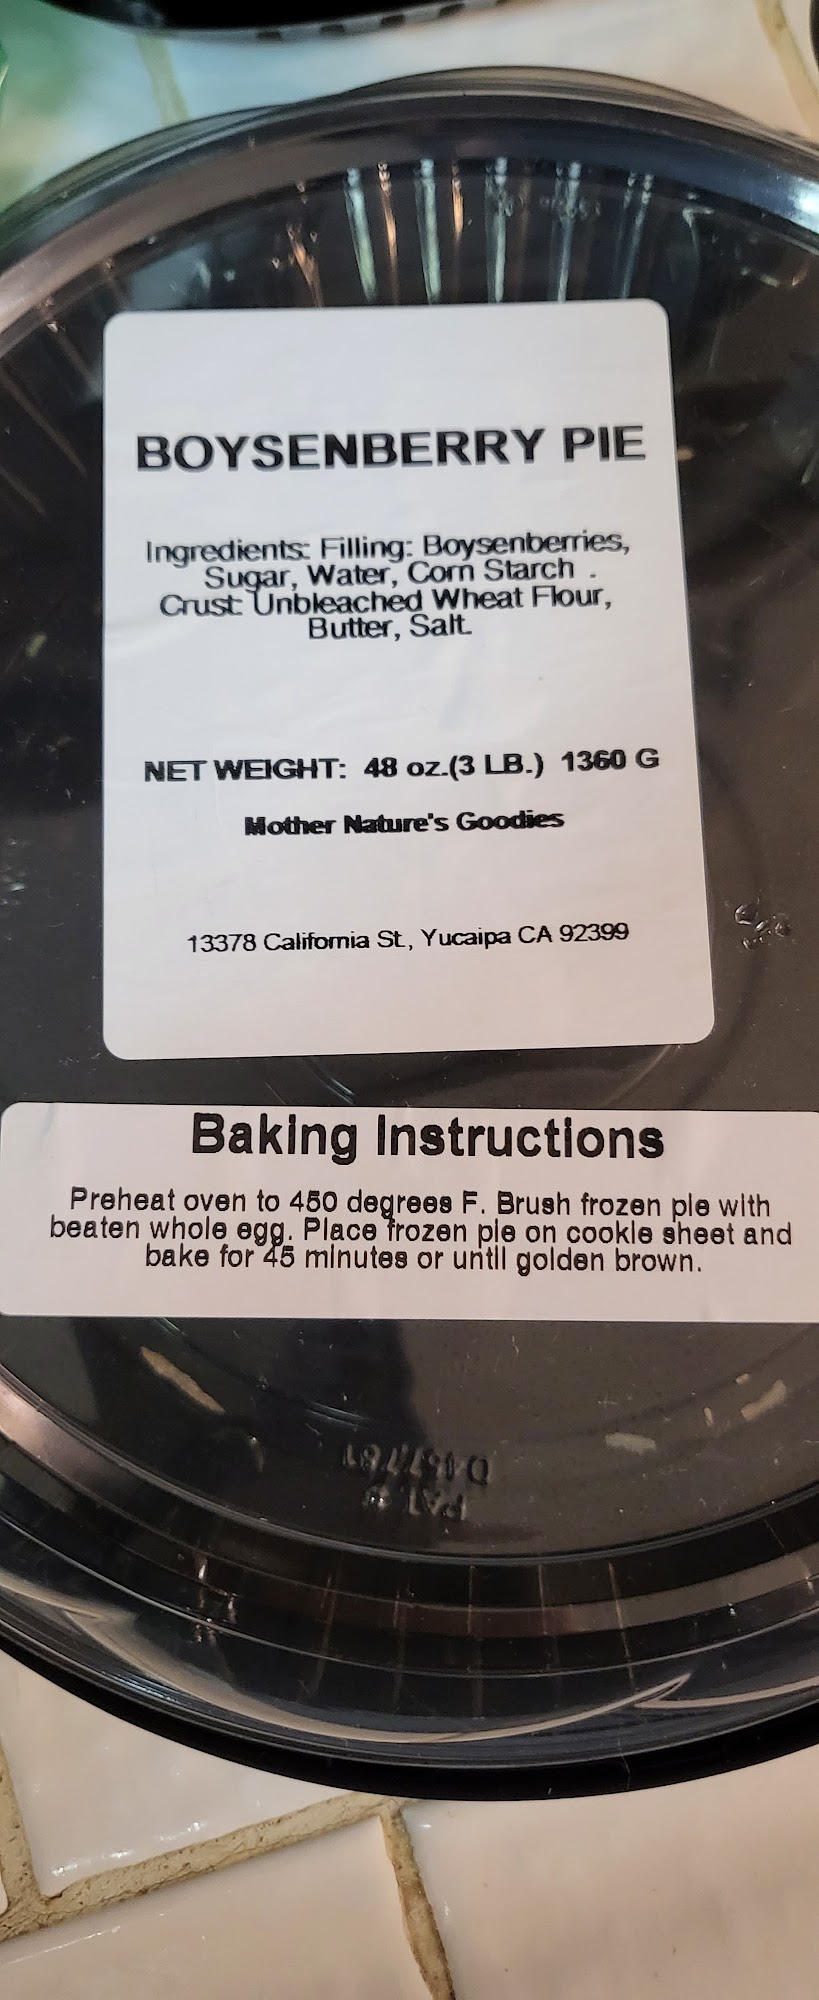 BOYSENBERRY PIE
Ingredients: Filling: Boysenberries,
Sugar, Water, Corn Starch .
Crust: Unbleached Wheat Flour,
Butter, Salt.
NET WEIGHT: 48 oz.(3 LB.) 1360 G
Mother Nature's Goodies
13378 California St., Yucaipa CA 92399
Baking Instructions
Preheat oven to 450 degrees F. Brush frozen pie with
beaten whole egg. Place frozen pie on cookie sheet and
bake for 45 minutes or until golden brown.